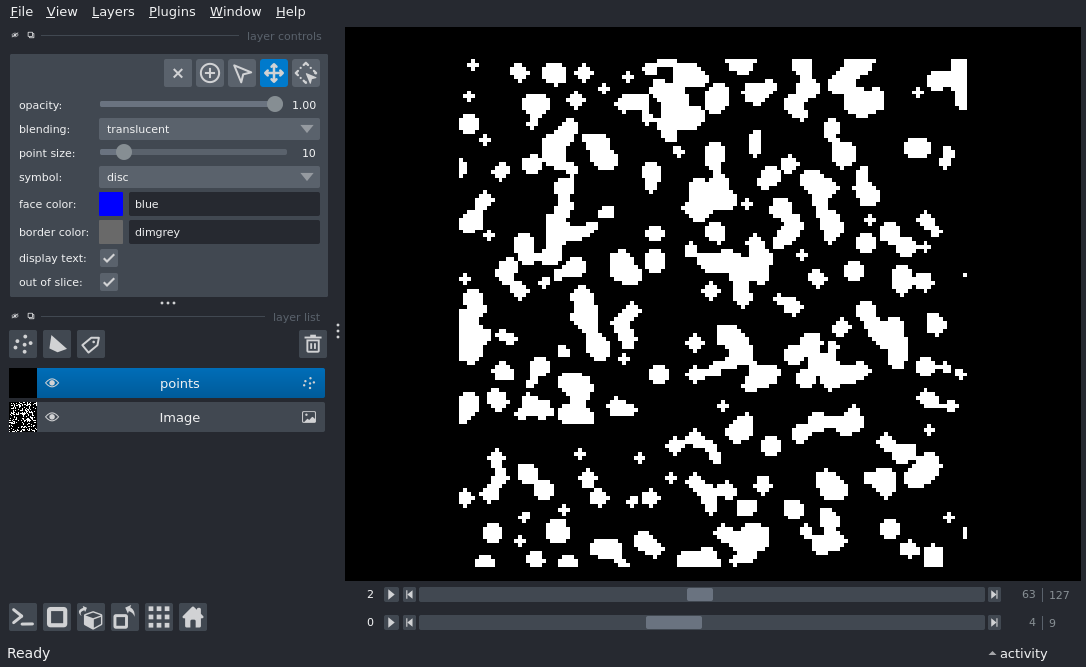 File View Layers Plugins Window Help
layer controls
opacity: 1.00
blending: translucent
point size: 10
symbol: disc
face color: blue
border color: dimgrey
display text:
out of slice:
layer list
points
Image
2 63 127
0 4 9
Ready activity